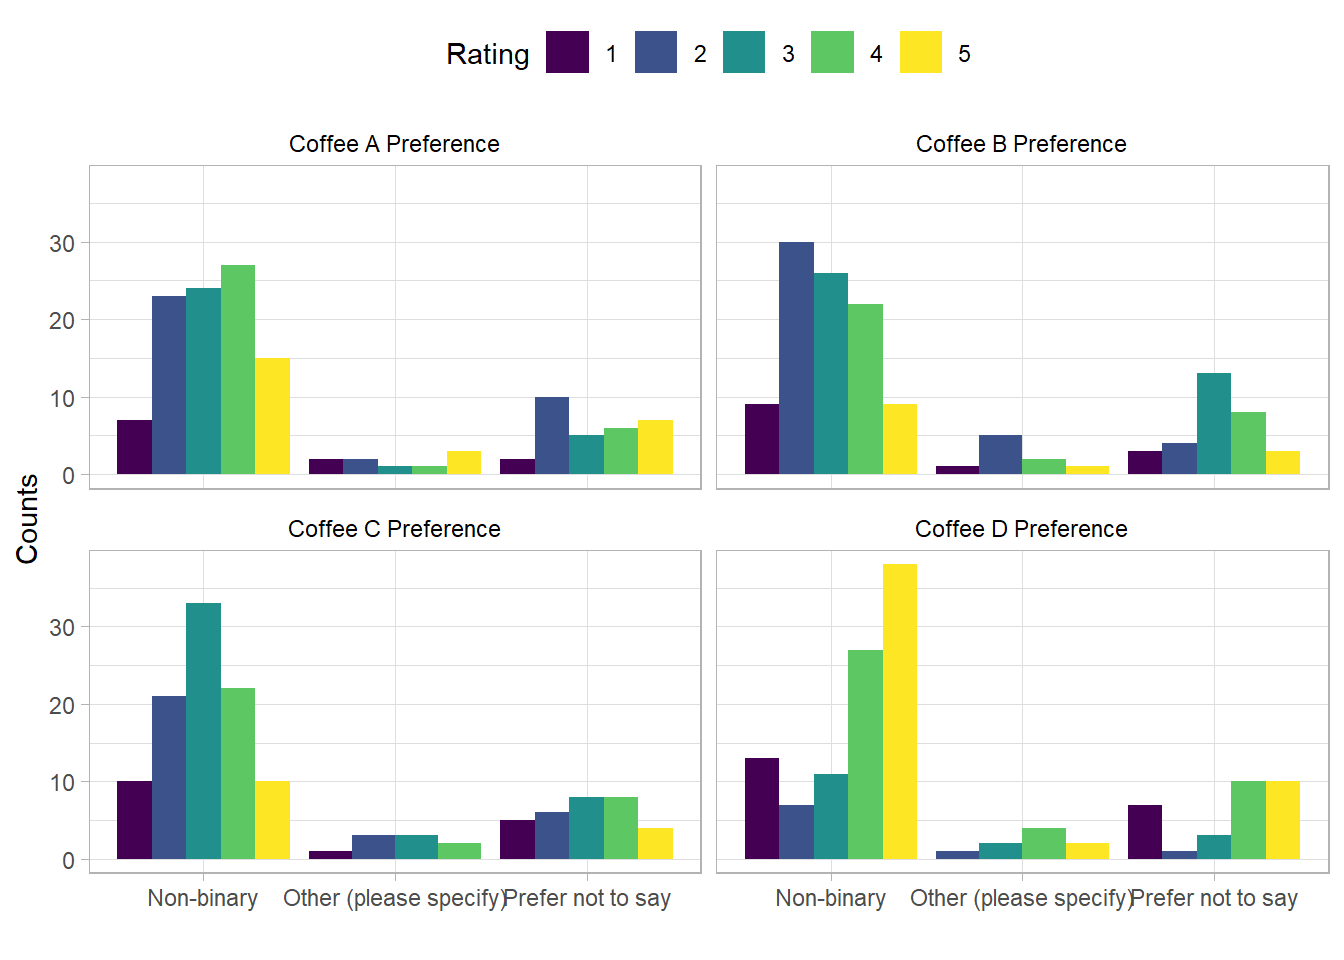 Rating 1 2 3 4 5
Coffee A Preference Coffee B Preference
30
20
10
0
Counts
Coffee C Preference Coffee D Preference
30
20
10
0
Non-binary Other (please specify) Prefer not to say Non-binary Other (please specify) Prefer not to say